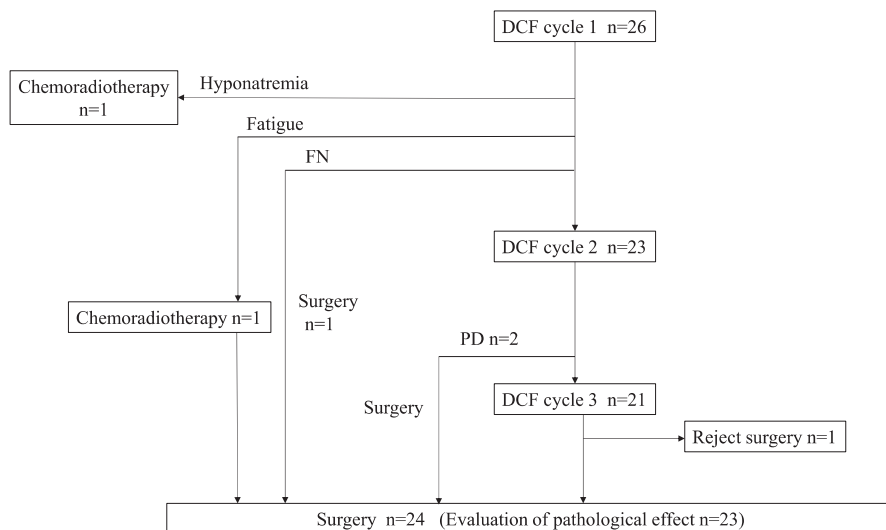 DCF cycle 1 n=26
Hyponatremia
Chemoradiotherapy
n=1
Fatigue
FN
DCF cycle 2 n=23
Surgery
n=1
Chemoradiotherapy n=1
PD n=2
DCF cycle 3 n=21
Surgery
Reject surgery n=1
Surgery n=24 (Evaluation of pathological effect n=23)